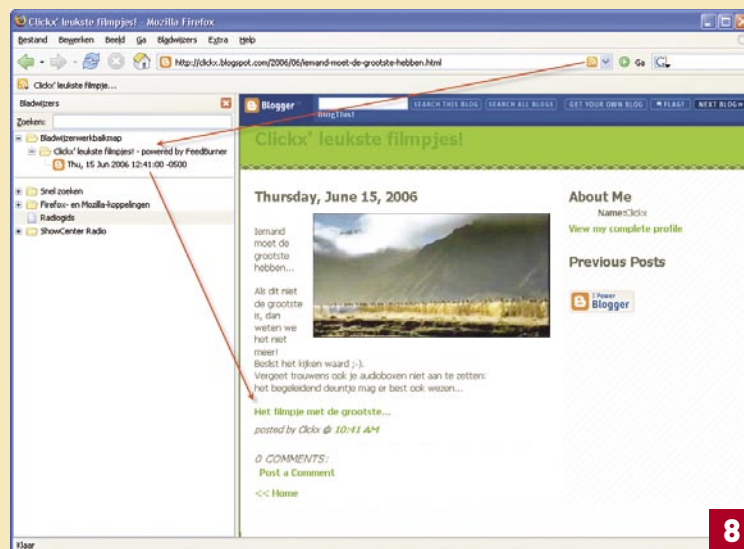 Clickx' leukste filmpjes! - Mozilla Firefox
Bestand Bewerken Beeld Ga Bladwijzers Extra Help
http://clickx.blogspot.com/2006/06/iemand-moet-de-grootste-hebben.html Ga
Clickx' leukste filmpje...
Bladwijzers
Zoeken:
Bladwijzerwerkbalkmap
Clickx' leukste filmpjes! - powered by FeedBurner
Thu, 15 Jun 2006 12:41:00 -0500
Snel zoeken
Firefox- en Mozilla-koppelingen
Radiogids
ShowCenter Radio
Blogger SEARCH THIS BLOG SEARCH ALL BLOGS GET YOUR OWN BLOG FLAG? NEXT BLOG»
BlogThis!
Clickx' leukste filmpjes!
Thursday, June 15, 2006
Iemand
moet de
grootste
hebben...
Als dit niet
de grootste
is, dan
weten we
het niet
meer!
Beslist het kijken waard ;-).
Vergeet trouwens ook je audioboxen niet aan te zetten:
het begeleidend deuntje mag er best ook wezen...
Het filmpje met de grootste...
posted by Clickx @ 10:41 AM
0 COMMENTS:
Post a Comment
<< Home
About Me
Name:Clickx
View my complete profile
Previous Posts
I Power
Blogger
Klaar
8